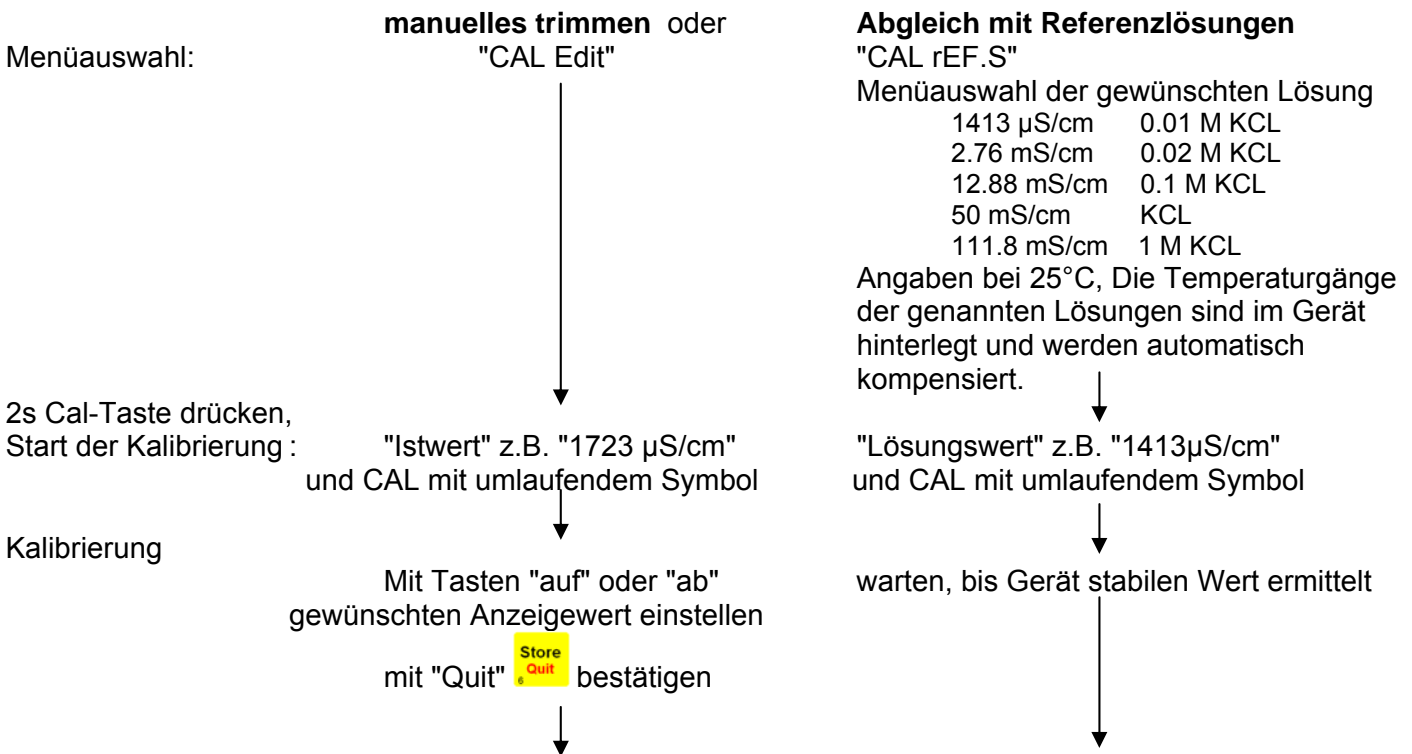 manuelles trimmen oder
Abgleich mit Referenzlösungen
Menüauswahl:
"CAL Edit"
"CAL rEF.S"
Menüauswahl der gewünschten Lösung
1413 µS/cm 0.01 M KCL
2.76 mS/cm 0.02 M KCL
12.88 mS/cm 0.1 M KCL
50 mS/cm KCL
111.8 mS/cm 1 M KCL
Angaben bei 25°C, Die Temperaturgänge
der genannten Lösungen sind im Gerät
hinterlegt und werden automatisch
kompensiert.
2s Cal-Taste drücken,
Start der Kalibrierung :
"Istwert" z.B. "1723 µS/cm"
und CAL mit umlaufendem Symbol
"Lösungswert" z.B. "1413µS/cm"
und CAL mit umlaufendem Symbol
Kalibrierung
Mit Tasten "auf" oder "ab"
gewünschten Anzeigewert einstellen
mit "Quit" Store Quit 6 bestätigen
warten, bis Gerät stabilen Wert ermittelt